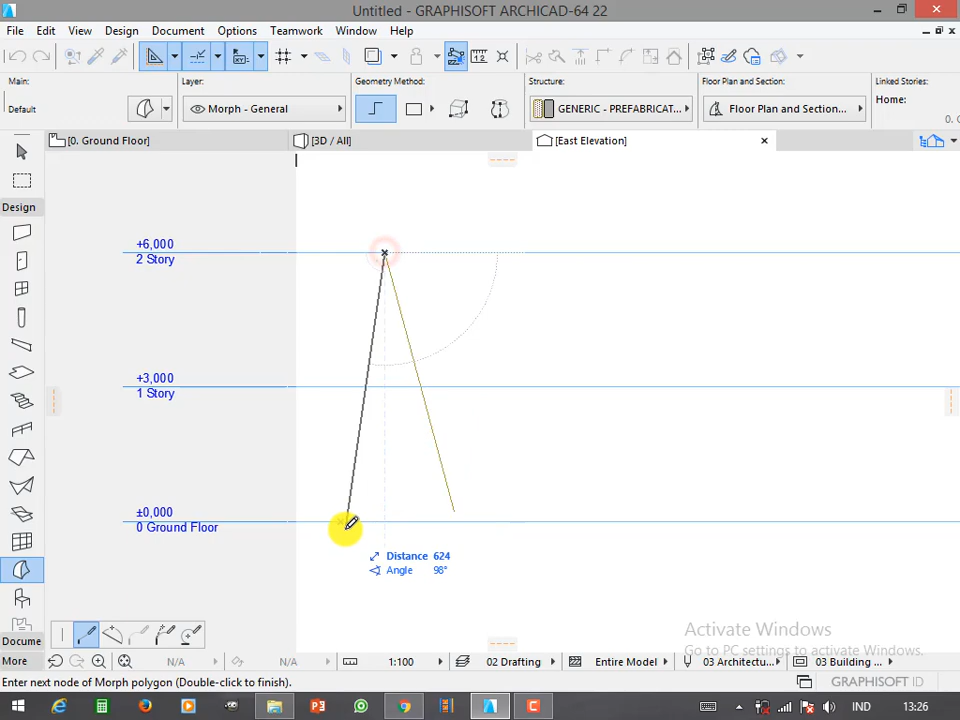 Untitled - GRAPHISOFT ARCHICAD-64 22
File Edit View Design Document Options Teamwork Window Help
Main: Layer: Geometry Method: Structure: Floor Plan and Section: Linked Stories:
Default Morph - General GENERIC - PREFABRICAT... Floor Plan and Section... Home:
[0. Ground Floor] [3D / All] [East Elevation]
Design
+6,000
2 Story
+3,000
1 Story
±0,000
0 Ground Floor
Distance 624
Angle 98°
Activate Windows
Go to PC settings to activate Windows.
Docume
More N/A N/A 1:100 02 Drafting Entire Model 03 Architectu... 03 Building ...
Enter next node of Morph polygon (Double-click to finish). GRAPHISOFT ID
IND 13:26